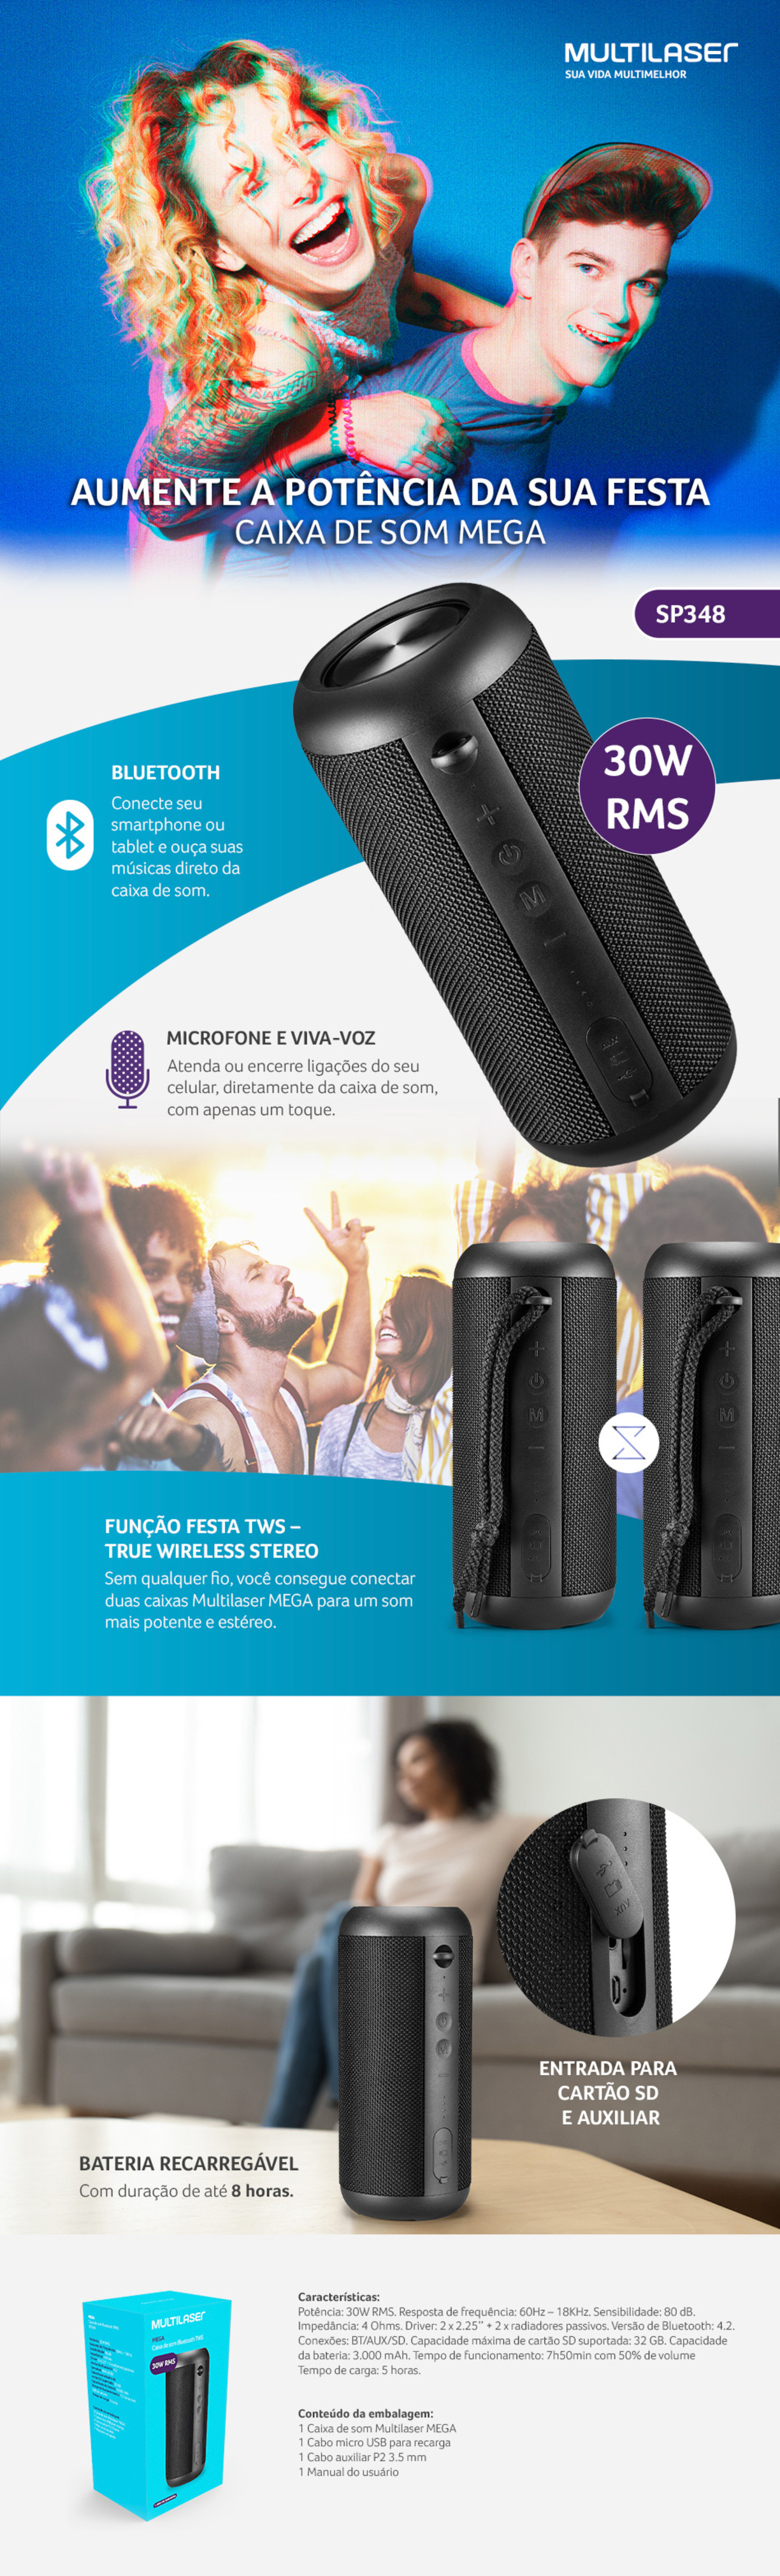 MULTILASER
SUA VIDA MULTIMELHOR
AUMENTE A POTÊNCIA DA SUA FESTA
CAIXA DE SOM MEGA
SP348
30W
RMS
BLUETOOTH
Conecte seu
smartphone ou
tablet e ouça suas
músicas direto da
caixa de som.
M
MICROFONE E VIVA-VOZ
Atenda ou encerre ligações do seu
celular, diretamente da caixa de som,
com apenas um toque.
M
M
FUNÇÃO FESTA TWS –
TRUE WIRELESS STEREO
Sem qualquer fio, você consegue conectar
duas caixas Multilaser MEGA para um som
mais potente e estéreo.
AUX
M
ENTRADA PARA
CARTÃO SD
E AUXILIAR
BATERIA RECARREGÁVEL
Com duração de até 8 horas.
MULTILASER
MEGA
Caixa de som Bluetooth TWS
30W RMS
Características:
Potência: 30W RMS. Resposta de frequência: 60Hz – 18KHz. Sensibilidade: 80 dB.
Impedância: 4 Ohms. Driver: 2 x 2.25’’ + 2 x radiadores passivos. Versão de Bluetooth: 4.2.
Conexões: BT/AUX/SD. Capacidade máxima de cartão SD suportada: 32 GB. Capacidade
da bateria: 3.000 mAh. Tempo de funcionamento: 7h50min com 50% de volume
Tempo de carga: 5 horas.
Conteúdo da embalagem:
1 Caixa de som Multilaser MEGA
1 Cabo micro USB para recarga
1 Cabo auxiliar P2 3.5 mm
1 Manual do usuário